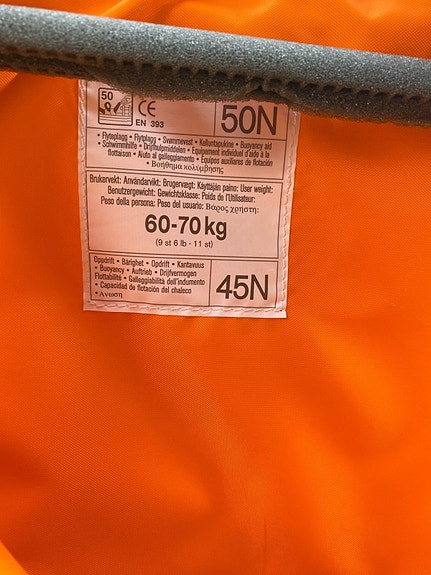 50
CE
EN 393
50N
• Flyteplagg • Flytplagg • Svømmevest • Kelluntapukine • Buoyancy aid
• Schwimmhilfe • Drijfhulpmiddelen • Equipement individuel d'aide à la
flottaison • Auto al galleggiamento • Equipos auxiliares de flotación
• Βοήθημα κολύμβησης
Brukervekt: Användarvikt: Brugervægt: Käyttäjän paino: User weight:
Benutzergewicht: Gewichtsklasse: Poids de l'Utilisateur:
Peso della persona: Peso del usuario: Βάρος χρήστη:
60-70 kg
(9 st 6 lb - 11 st)
Oppdrift • Bärighet • Opdrift • Kantavuus
• Buoyancy • Auftrieb • Drijfvermogen
Flottabilité • Galleggiabilità dell'indumento
• Capacidad de flotación del chaleco
• Ανωση
45N